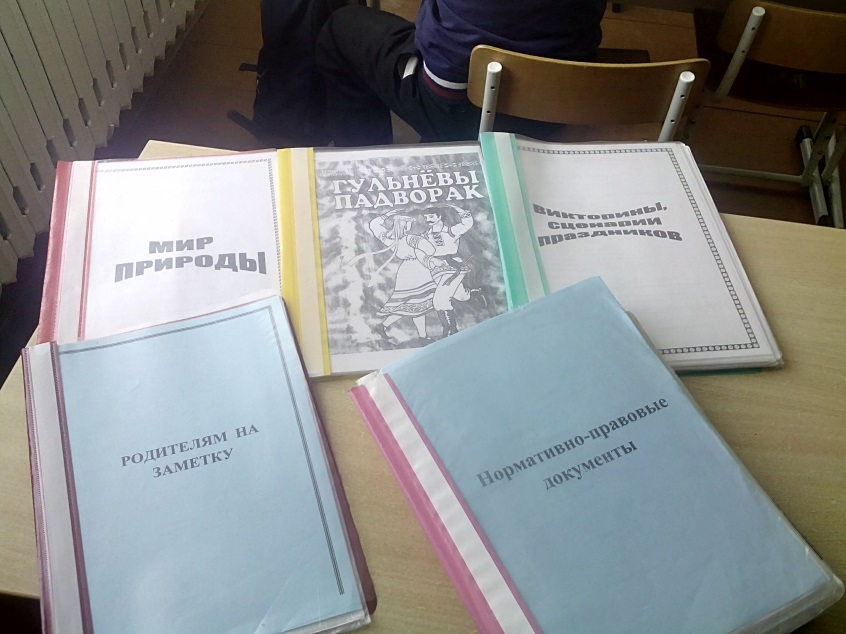 МИР
ПРИРОДЫ
ГУЛЬНЁВЫ
ПАДВОРАК
ВИКТОРИНЫ,
СЦЕНАРИИ
ПРАЗДНИКОВ
РОДИТЕЛЯМ НА
ЗАМЕТКУ
Нормативно-правовые
документы